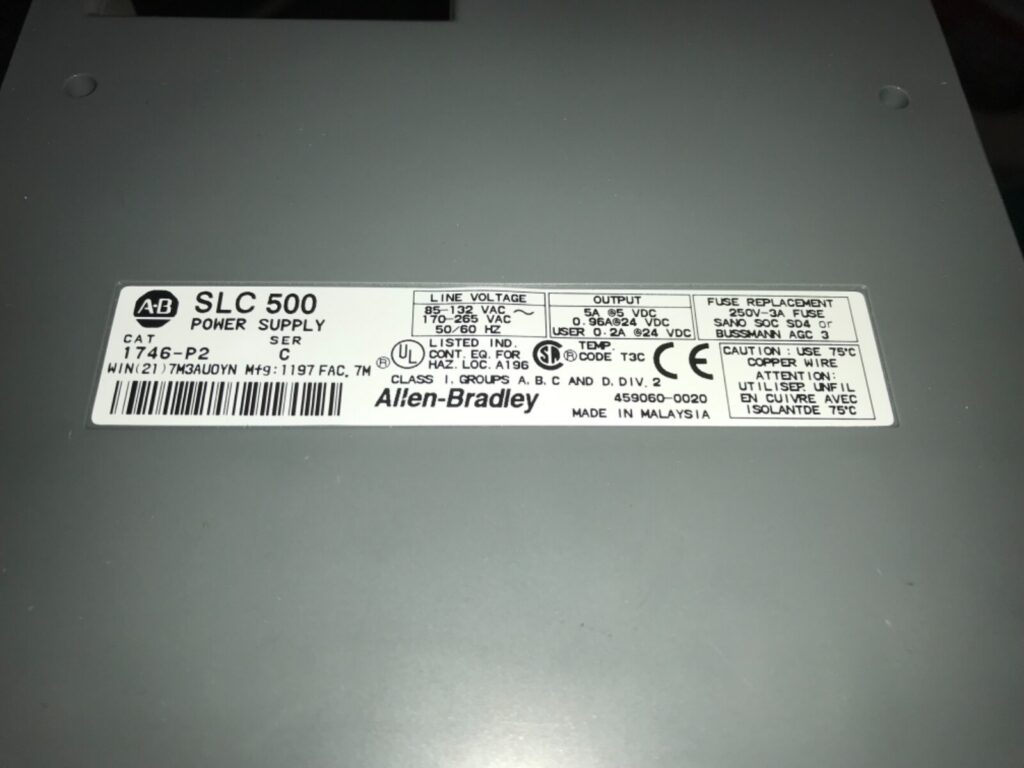 A·B
SLC 500
POWER SUPPLY
CAT SER
1746-P2 C
WIN(21)7M3AU0YN Mfg:1197 FAC. 7M
LINE VOLTAGE
85-132 VAC ~
170-265 VAC
50/60 HZ
OUTPUT
5A @5 VDC
0.96A@24 VDC
USER 0.2A @24 VDC
FUSE REPLACEMENT
250V-3A FUSE
SANO SOC SD4 or
BUSSMANN AGC 3
UL ® LISTED IND.
CONT. EQ. FOR
HAZ. LOC. A196
SA ®
TEMP.
CODE T3C
CE
CLASS I, GROUPS A, B, C AND D, DIV. 2
Allen-Bradley
459060-0020
MADE IN MALAYSIA
CAUTION : USE 75°C
COPPER WIRE
ATTENTION:
UTILISEP UNFIL
EN CUIVRE AVEC
ISOLANTDE 75°C